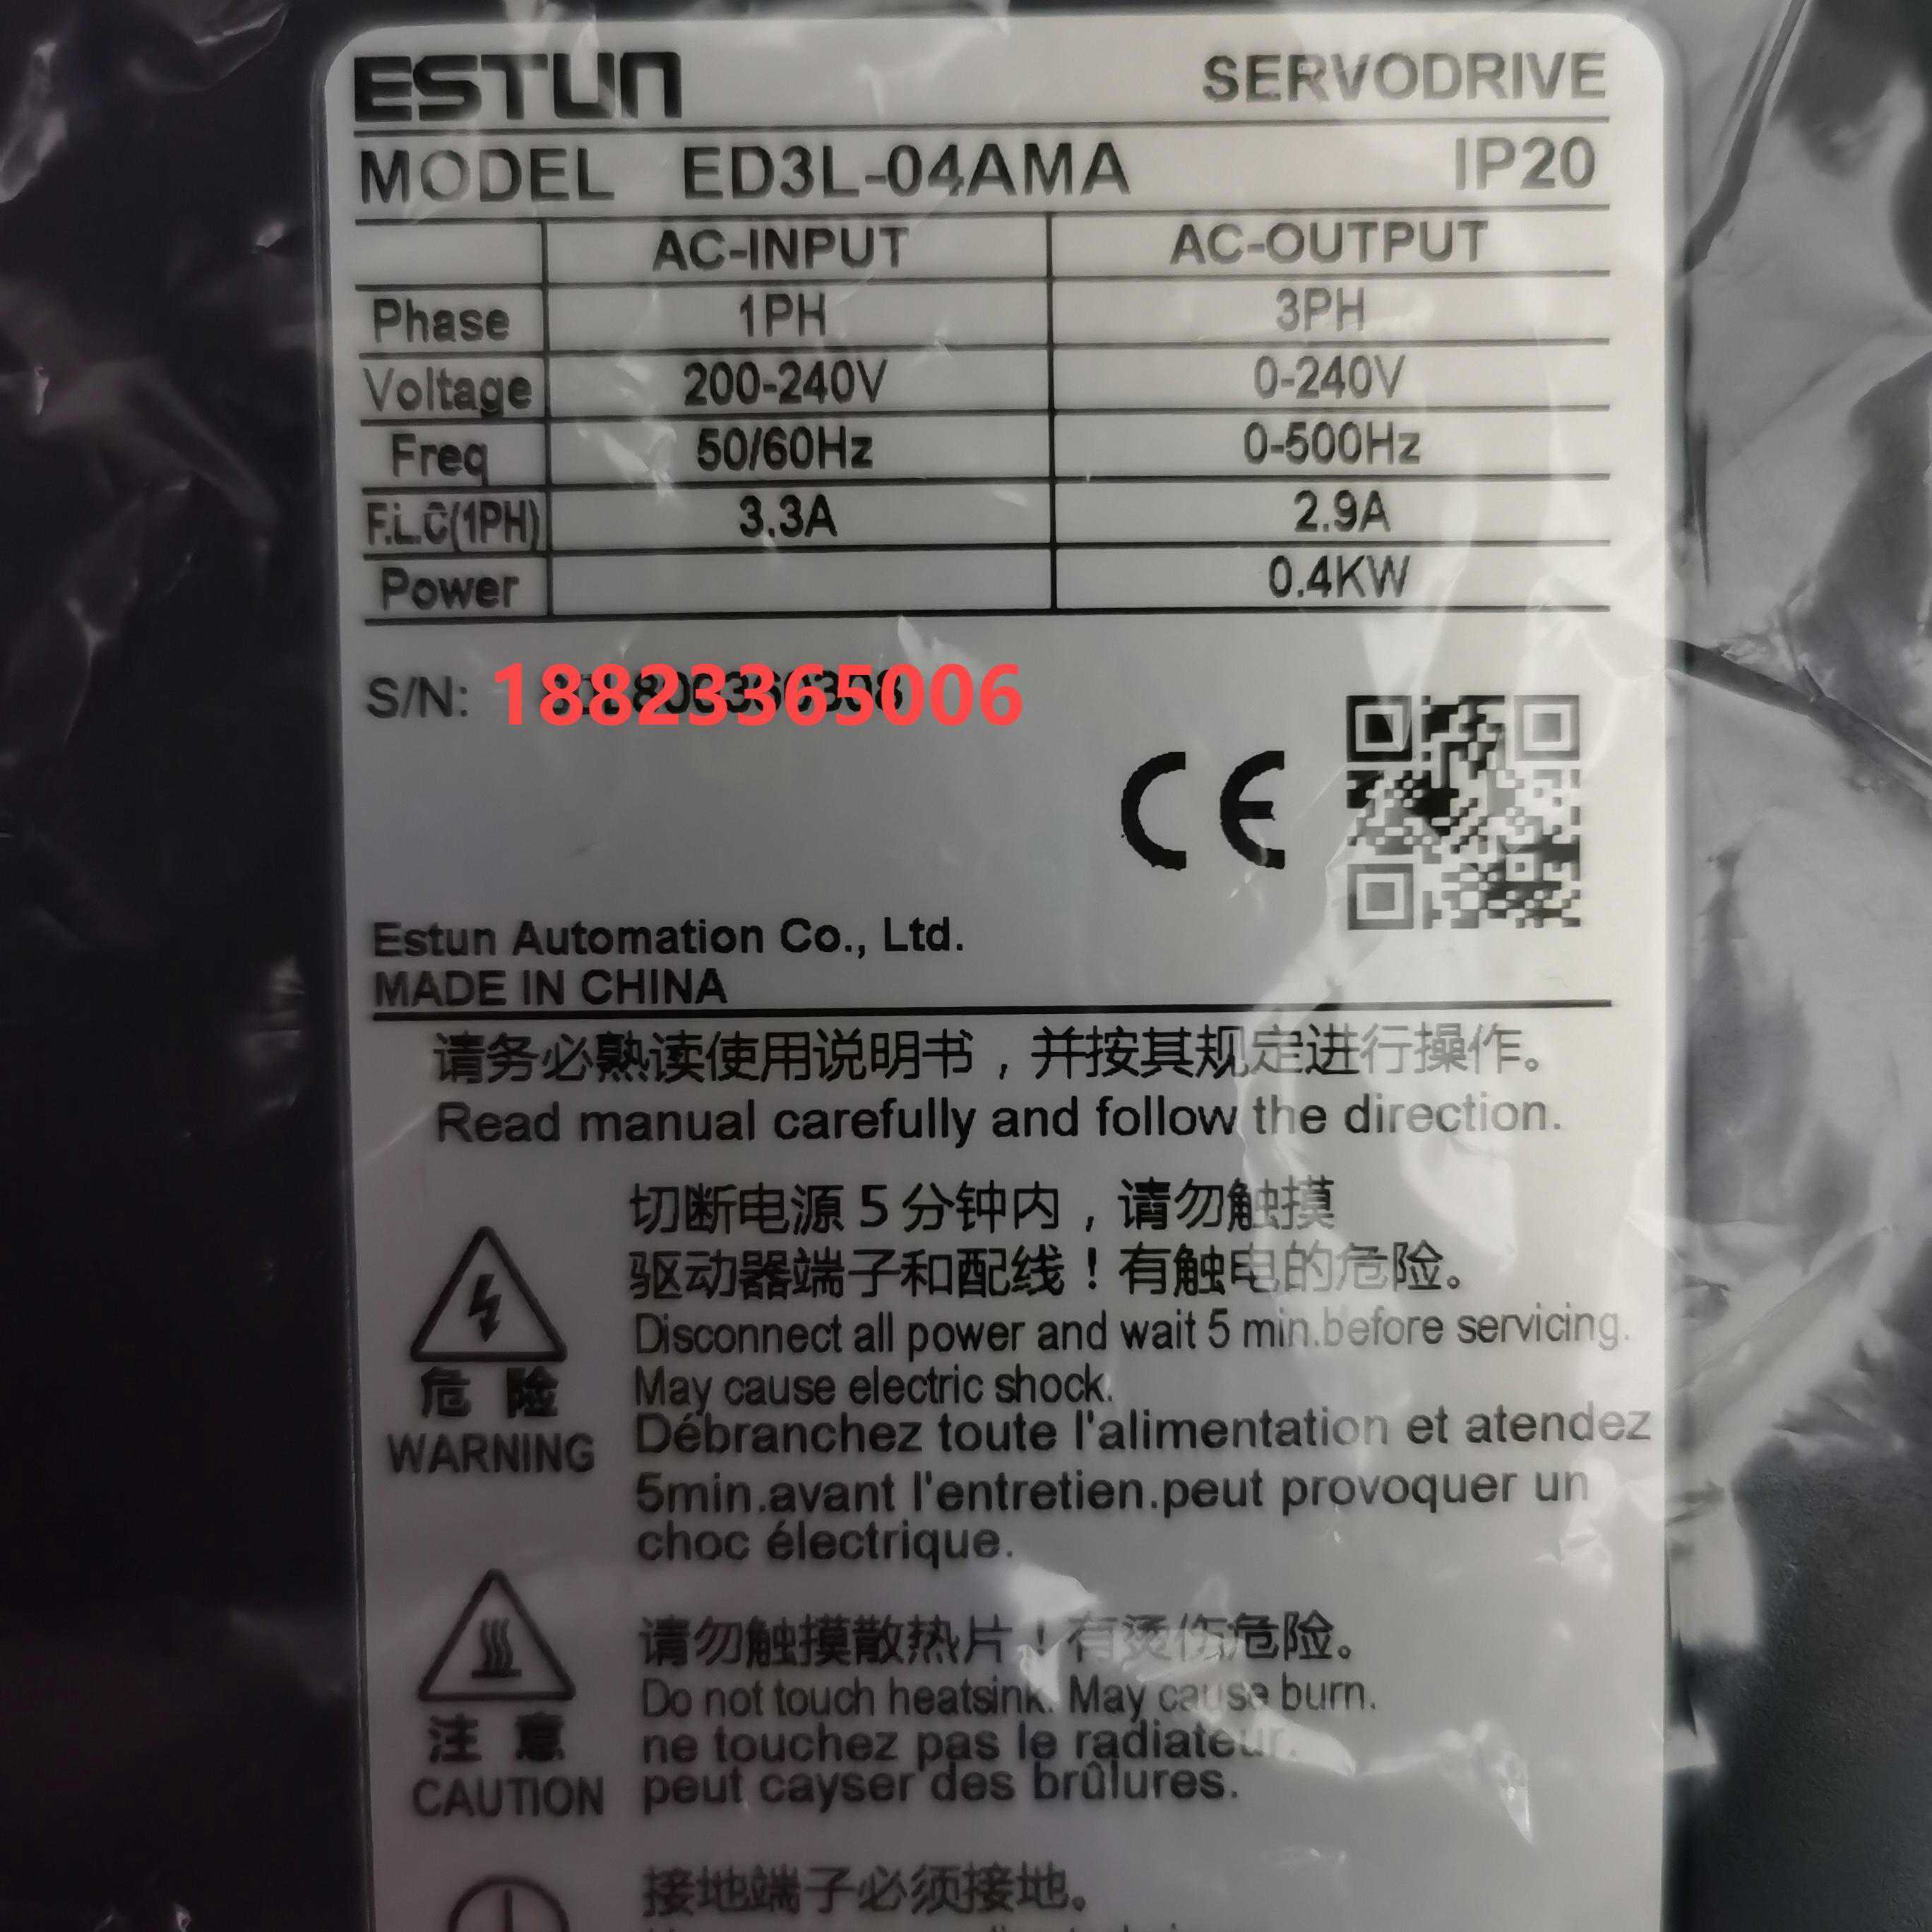 ESTUN SERVODRIVE
MODEL ED3L-04AMA IP20
AC-INPUT AC-OUTPUT
Phase 1PH 3PH
Voltage 200-240V 0-240V
Freq 50/60Hz 0-500Hz
F.L.C(1PH) 3.3A 2.9A
Power 0.4KW
S/N: 18823365006
CE
Estun Automation Co., Ltd.
MADE IN CHINA
请务必熟读使用说明书，并按其规定进行操作。
Read manual carefully and follow the direction.
切断电源5分钟内，请勿触摸
驱动器端子和配线！有触电的危险。
Disconnect all power and wait 5 min.before servicing.
May cause electric shock.
Débranchez toute l'alimentation et atendez
5min.avant l'entretien.peut provoquer un
choc électrique.
危 险
WARNING
请勿触摸散热片！有烫伤危险。
Do not touch heatsink. May cause burn.
ne touchez pas le radiateur.
peut cayser des brûlures.
注 意
CAUTION
接地端子必须接地。